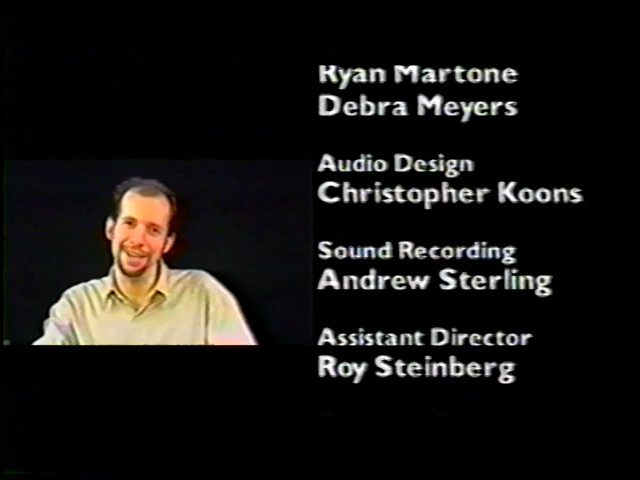 Ryan Martone
Debra Meyers
Audio Design
Christopher Koons
Sound Recording
Andrew Sterling
Assistant Director
Roy Steinberg